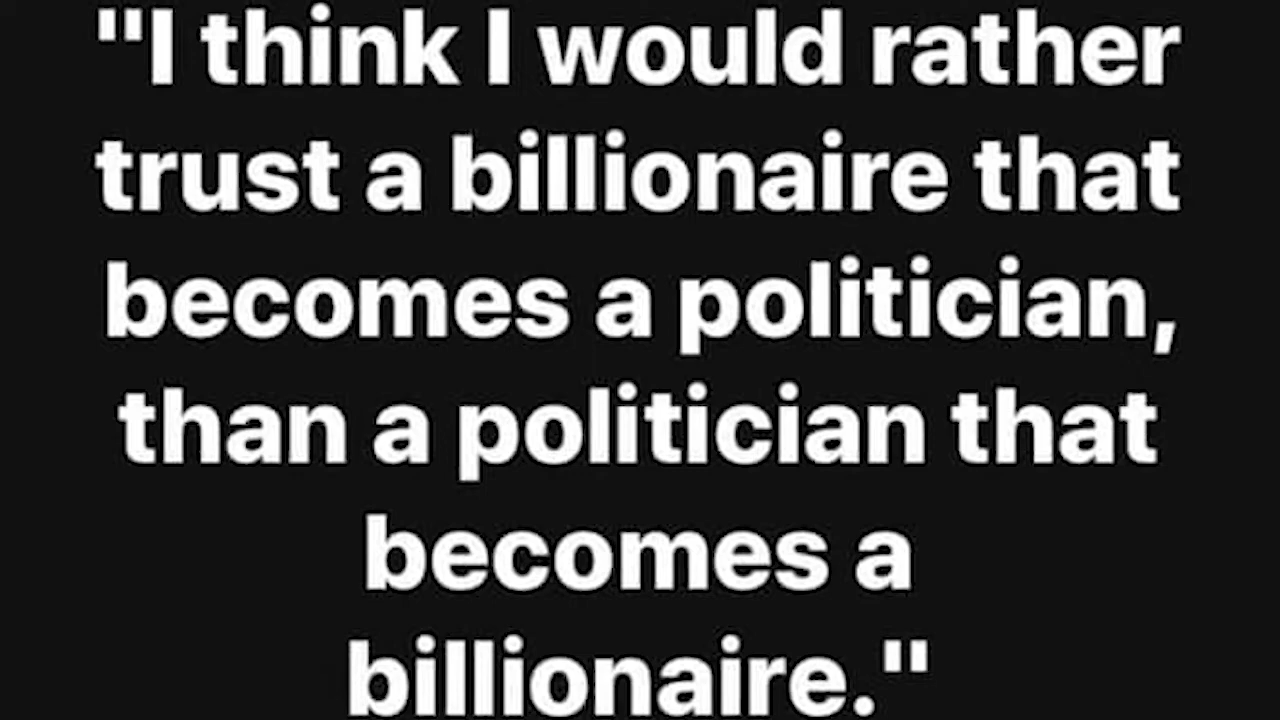 "I think I would rather
trust a billionaire that
becomes a politician,
than a politician that
becomes a
billionaire."